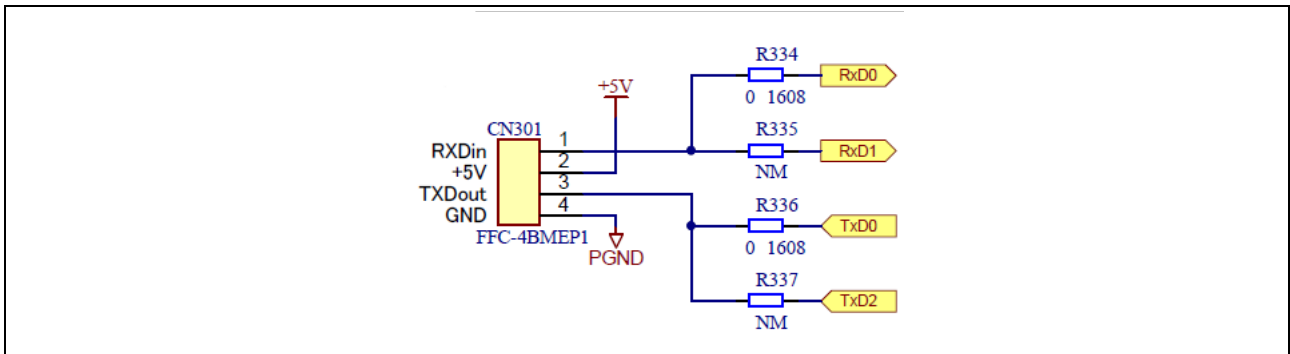 R334
RxD0
0 1608
+5V
R335
RxD1
NM
CN301
RXDin 1
+5V 2
TXDout 3
GND 4
FFC-4BMEP1
PGND
R336
TxD0
0 1608
R337
TxD2
NM